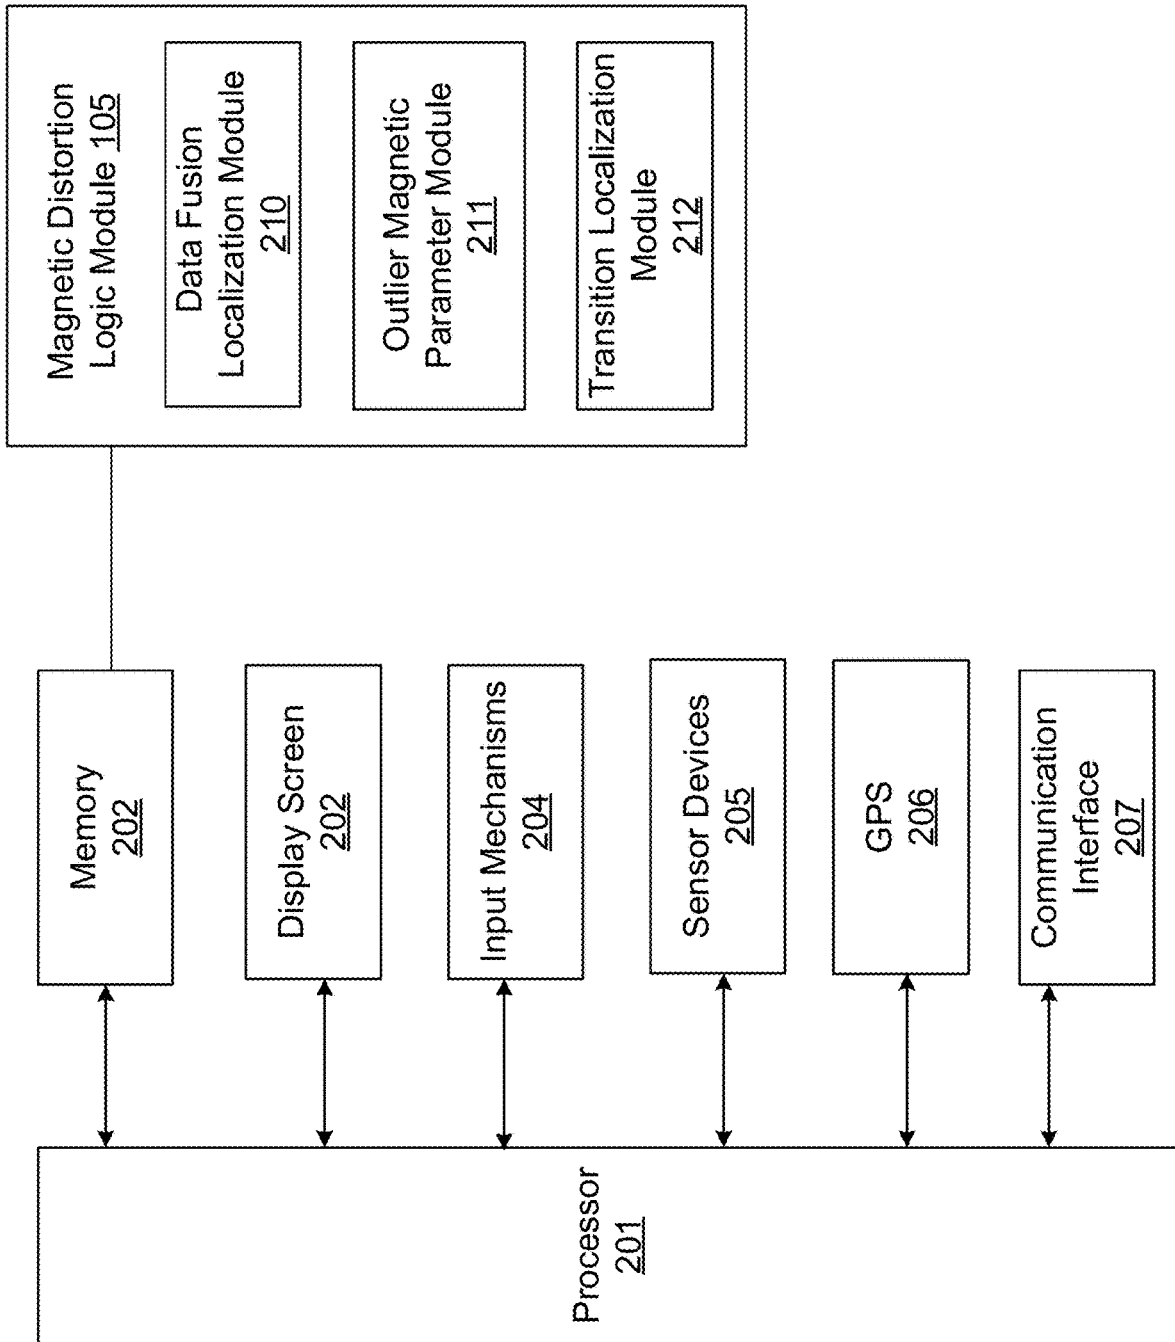 Magnetic Distortion
Logic Module 105
Data Fusion
Localization Module
210
Outlier Magnetic
Parameter Module
211
Transition Localization
Module
212
Memory
202
Display Screen
202
Input Mechanisms
204
Sensor Devices
205
GPS
206
Communication
Interface
207
Processor
201